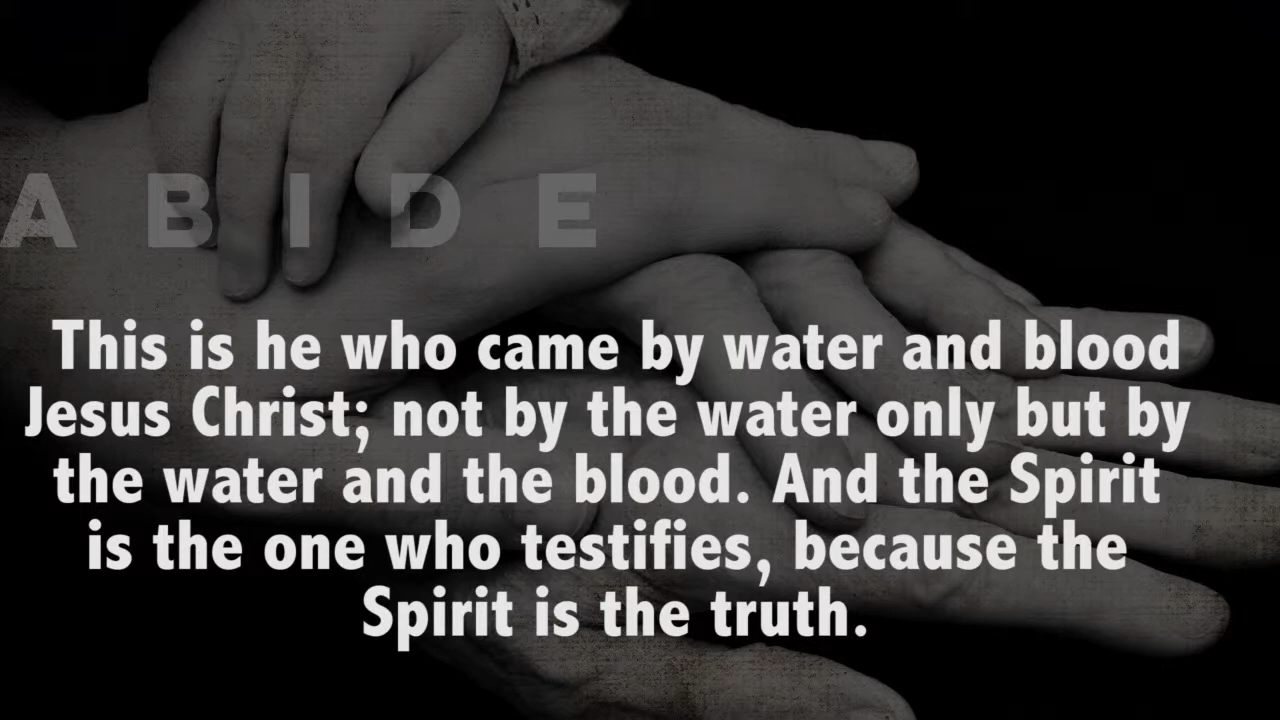 ABIDE
This is he who came by water and blood
Jesus Christ; not by the water only but by
the water and the blood. And the Spirit
is the one who testifies, because the
Spirit is the truth.